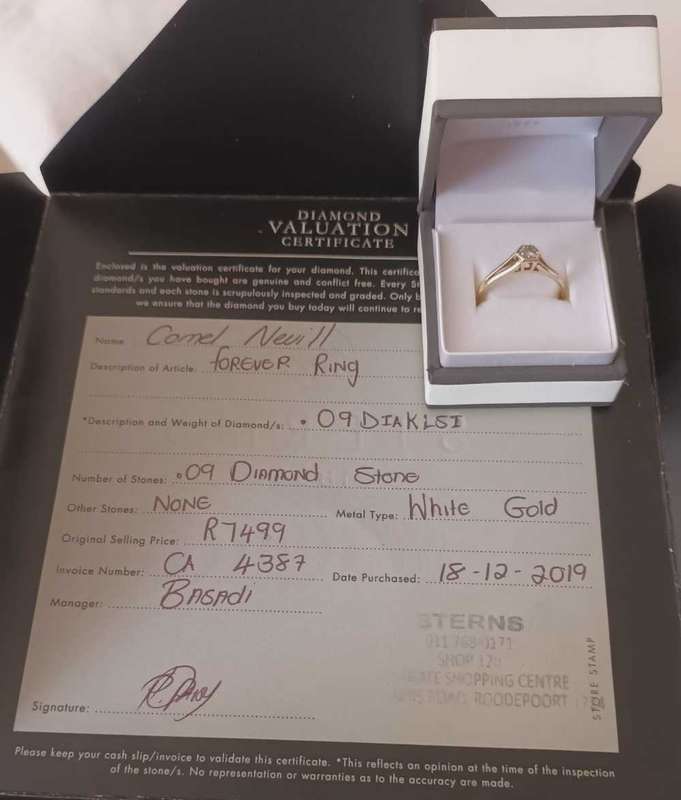 DIAMOND
VALUATION
CERTIFICATE
Enclosed is the valuation certificate for your diamond. This
diamond/s you have bought are genuine and conflict free. Every
standards and each stone is scrupulously inspected and graded. Only
we ensure that the diamond you buy today will continue to
Name Nevill
Description of Article: FOREVER RING
*Description and Weight of Diamond/s: .09
Number of Stones: .09 DIAMOND Stone
Other Stones: NONE Metal Type: White Gold
Original Selling Price: R7499
Invoice Number: CA 4387 Date Purchased: 18-12-2019
Manager: BASADI
STERNS
SHOPPING CENTRE
ROAD, ROODEPOORT
STORE STAMP
Signature:
Please keep your cash slip/invoice to validate this certificate. *This reflects an opinion at the time of the inspection
of the stone/s. No representation or warranties as to the accuracy are made.